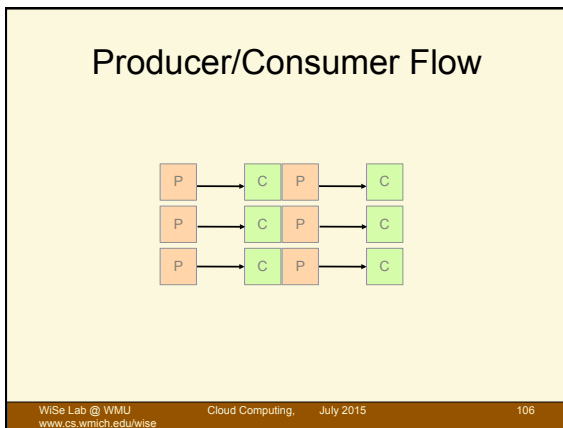 Producer/Consumer Flow
P C P C
P C P C
P C P C
WiSe Lab @ WMU Cloud Computing, July 2015 106
www.cs.wmich.edu/wise